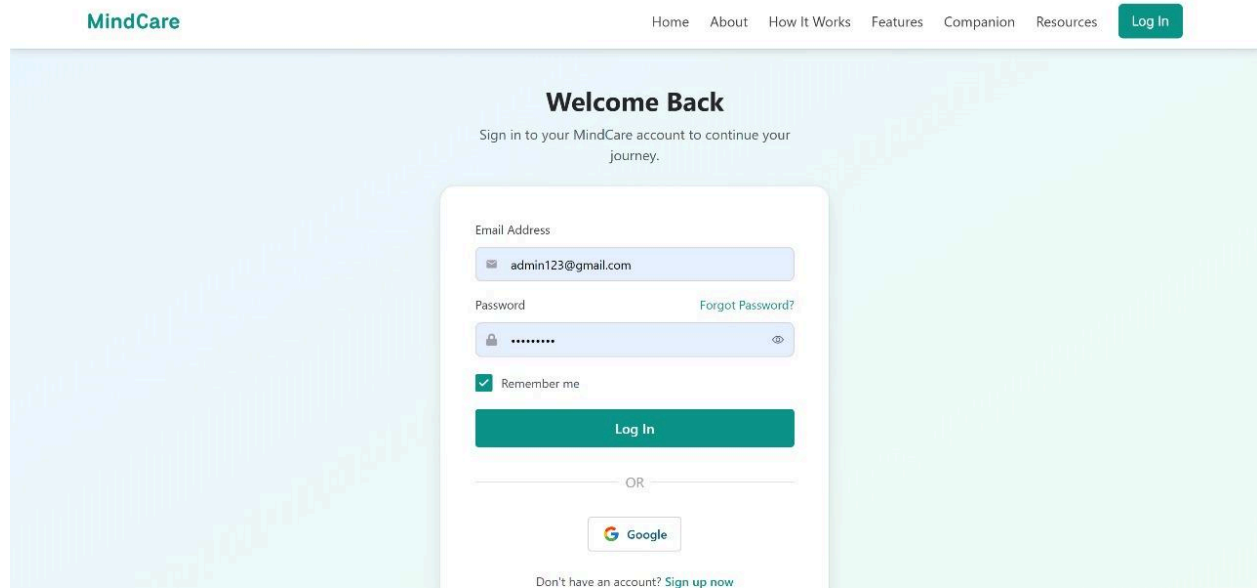 MindCare
Home About How It Works Features Companion Resources Log In
Welcome Back
Sign in to your MindCare account to continue your
journey.
Email Address
admin123@gmail.com
Password Forgot Password?
•••••••••
Remember me
Log In
OR
Google
Don't have an account? Sign up now